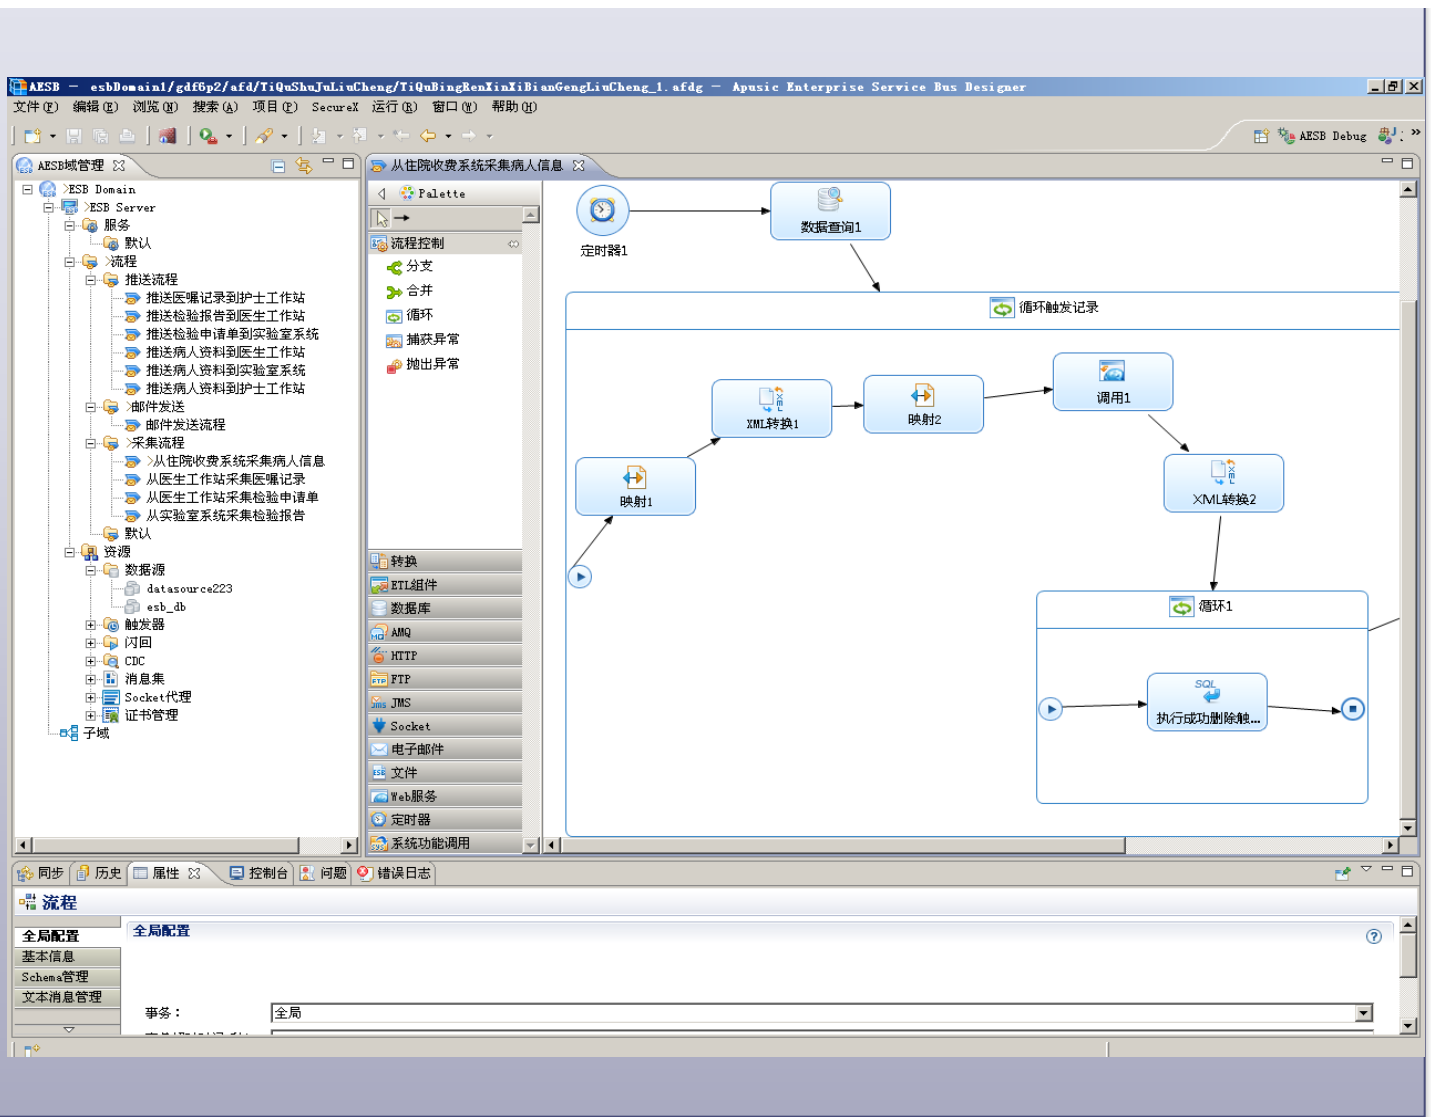 AESB - esbDomain1/gdf6p2/afd/TiQuShuJuLiuCheng/TiQuBingRenXinXiBianGengLiuCheng_1.afdg - Apusic Enterprise Service Bus Designer
文件(F) 编辑(E) 浏览(N) 搜索(A) 项目(P) SecureX 运行(R) 窗口(W) 帮助(H)
AESB Debug
AESB域管理
从住院收费系统采集病人信息
>ESB Domain
>ESB Server
服务
默认
>流程
推送流程
推送医嘱记录到护士工作站
推送检验报告到医生工作站
推送检验申请单到实验室系统
推送病人资料到医生工作站
推送病人资料到实验室系统
推送病人资料到护士工作站
>邮件发送
邮件发送流程
>采集流程
>从住院收费系统采集病人信息
从医生工作站采集医嘱记录
从医生工作站采集检验申请单
从实验室系统采集检验报告
默认
资源
数据源
datasource223
esb_db
触发器
闪回
CDC
消息集
Socket代理
证书管理
子域
Palette
流程控制
分支
合并
循环
捕获异常
抛出异常
转换
ETL组件
数据库
AMQ
HTTP
FTP
JMS
Socket
电子邮件
文件
Web服务
定时器
系统功能调用
定时器1
数据查询1
循环触发记录
映射1
XML转换1
映射2
调用1
XML转换2
循环1
SQL
执行成功删除触...
同步 历史 属性 控制台 问题 错误日志
流程
全局配置
基本信息
Schema管理
文本消息管理
全局配置
事务：
全局